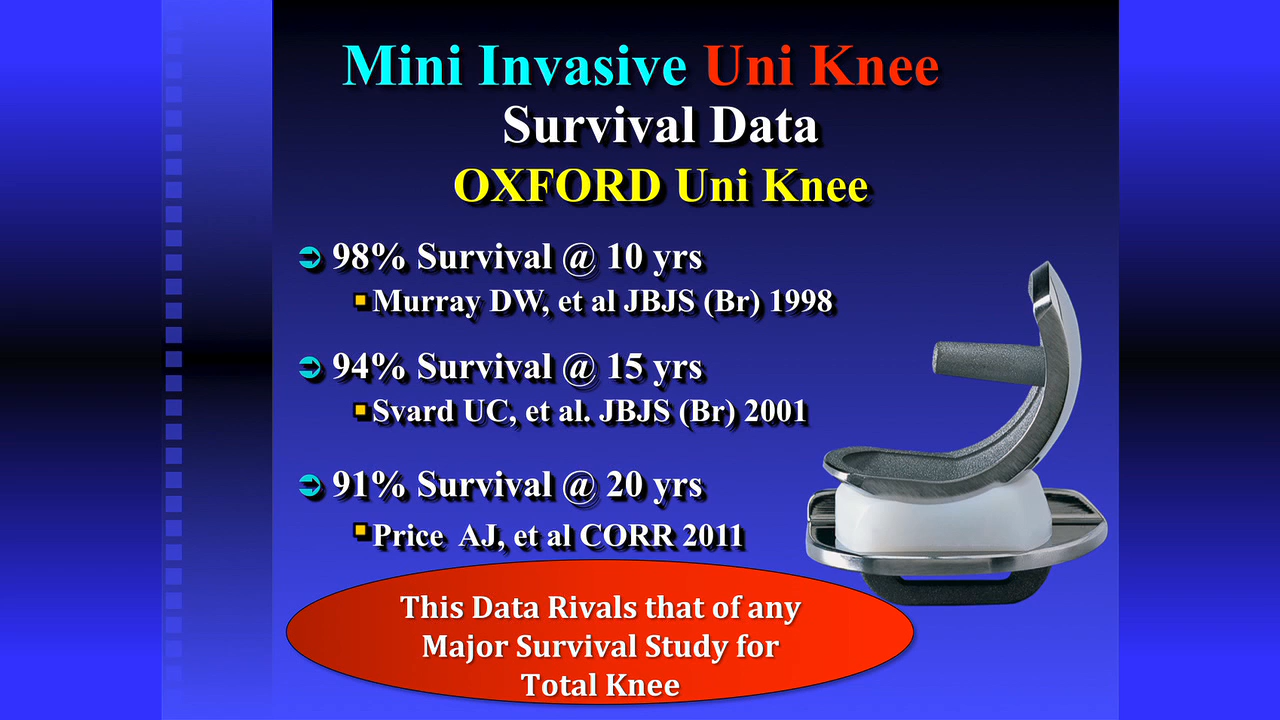 Mini Invasive Uni Knee
Survival Data
OXFORD Uni Knee
98% Survival @ 10 yrs
Murray DW, et al JBJS (Br) 1998
94% Survival @ 15 yrs
Svard UC, et al. JBJS (Br) 2001
91% Survival @ 20 yrs
Price AJ, et al CORR 2011
This Data Rivals that of any
Major Survival Study for
Total Knee